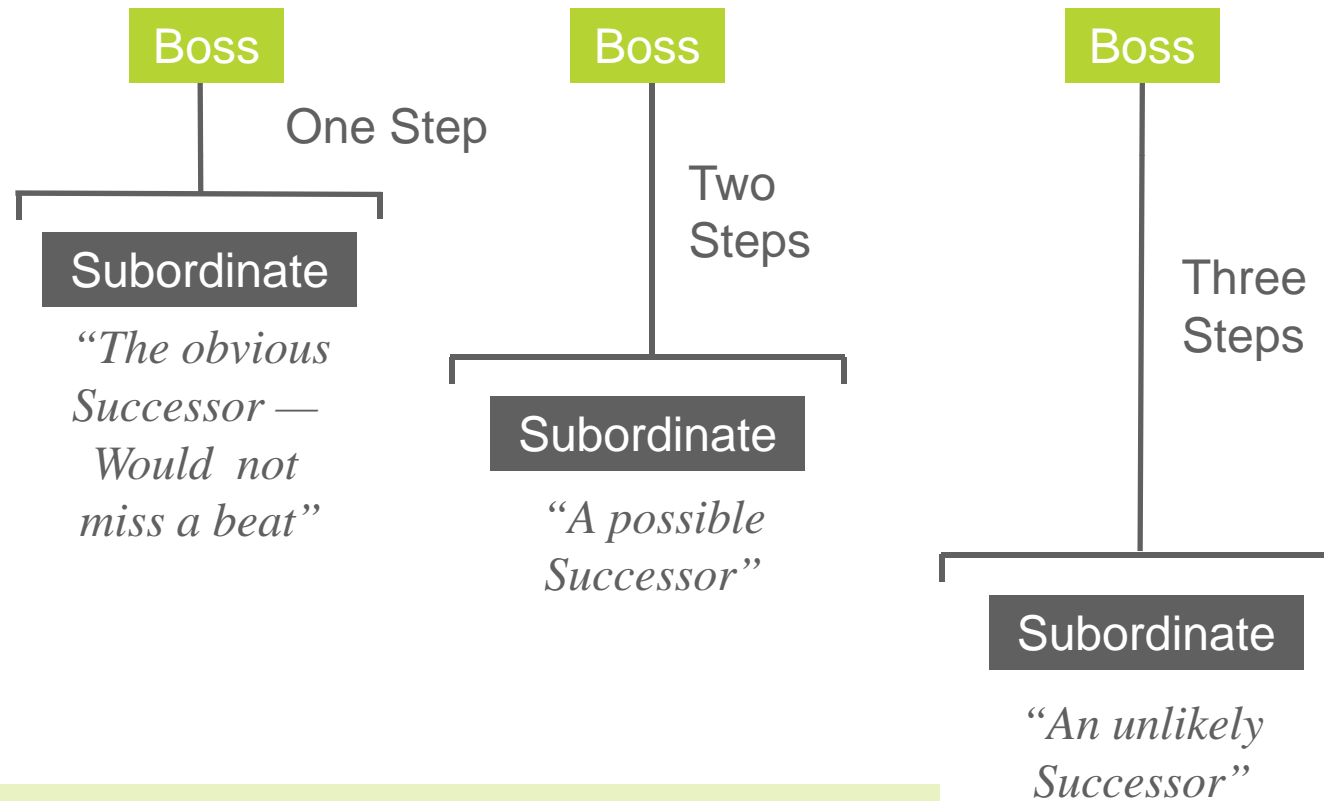 Boss
One Step
Subordinate
“The obvious
Successor —
Would not
miss a beat”
Boss
Two
Steps
Subordinate
“A possible
Successor”
Boss
Three
Steps
Subordinate
“An unlikely
Successor”